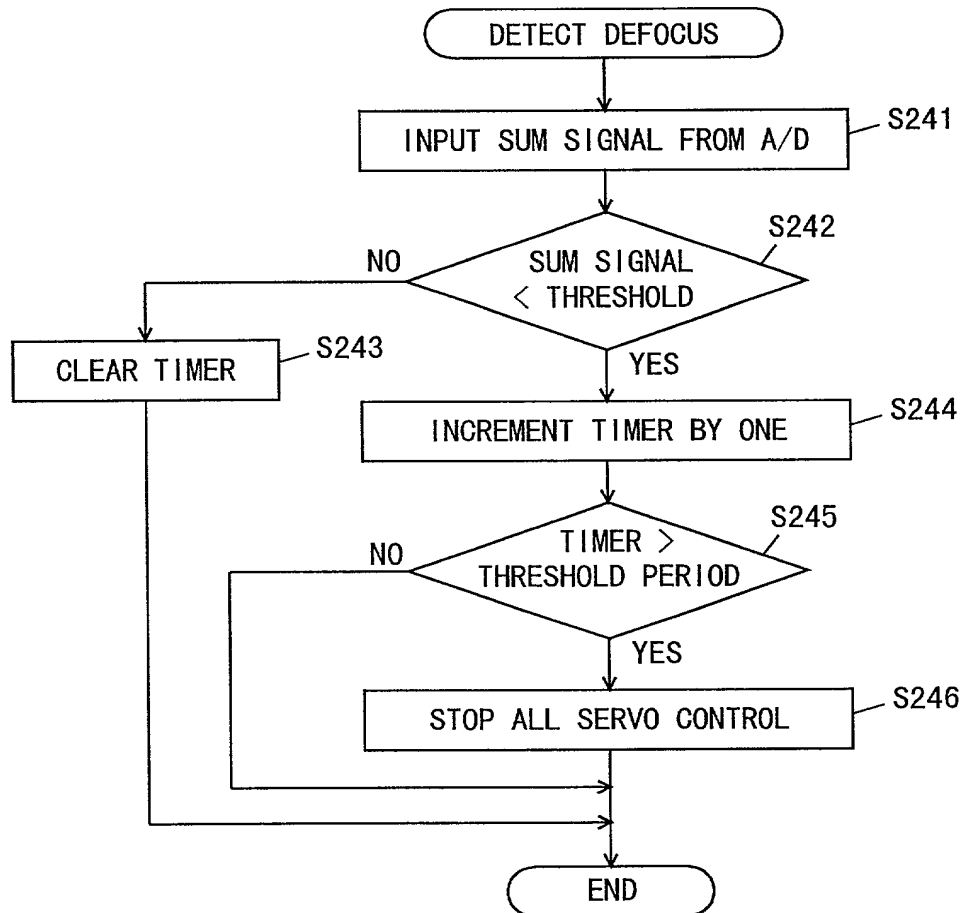 DETECT DEFOCUS
INPUT SUM SIGNAL FROM A/D
S241
S242
SUM SIGNAL
< THRESHOLD
NO
YES
CLEAR TIMER
S243
INCREMENT TIMER BY ONE
S244
S245
TIMER >
THRESHOLD PERIOD
NO
YES
STOP ALL SERVO CONTROL
S246
END